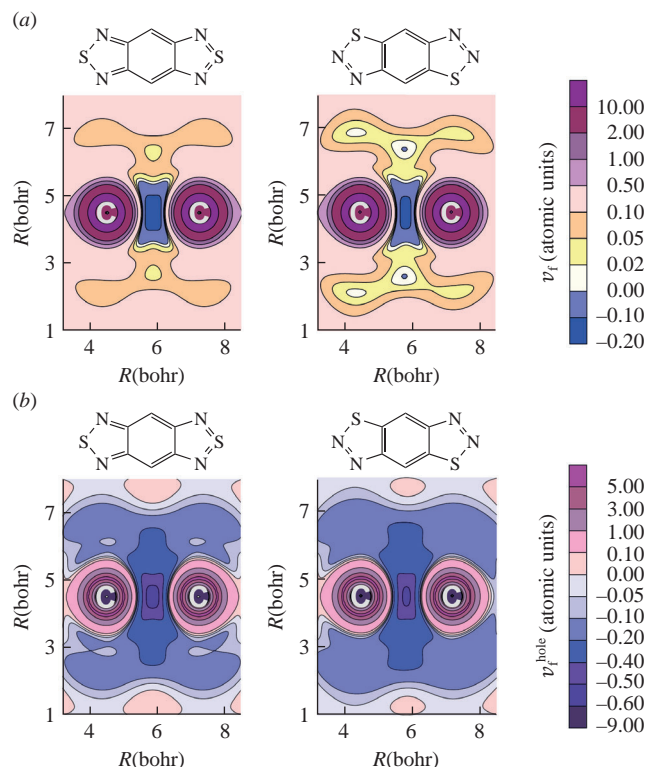 (a)
S N N N N S
S N N N N S
7
5
3
1
R(bohr)
4 6 8
R(bohr)
7
5
3
1
R(bohr)
4 6 8
R(bohr)
C C
C C
10.00
2.00
1.00
0.50
0.10
0.05
0.02
0.00
–0.10
–0.20
v_f (atomic units)
(b)
S N N N N S
S N N N N S
7
5
3
1
R(bohr)
4 6 8
R(bohr)
7
5
3
1
R(bohr)
4 6 8
R(bohr)
C C
C C
5.00
3.00
1.00
0.10
0.00
–0.05
–0.10
–0.20
–0.40
–0.50
–0.60
–9.00
v_f^hole (atomic units)